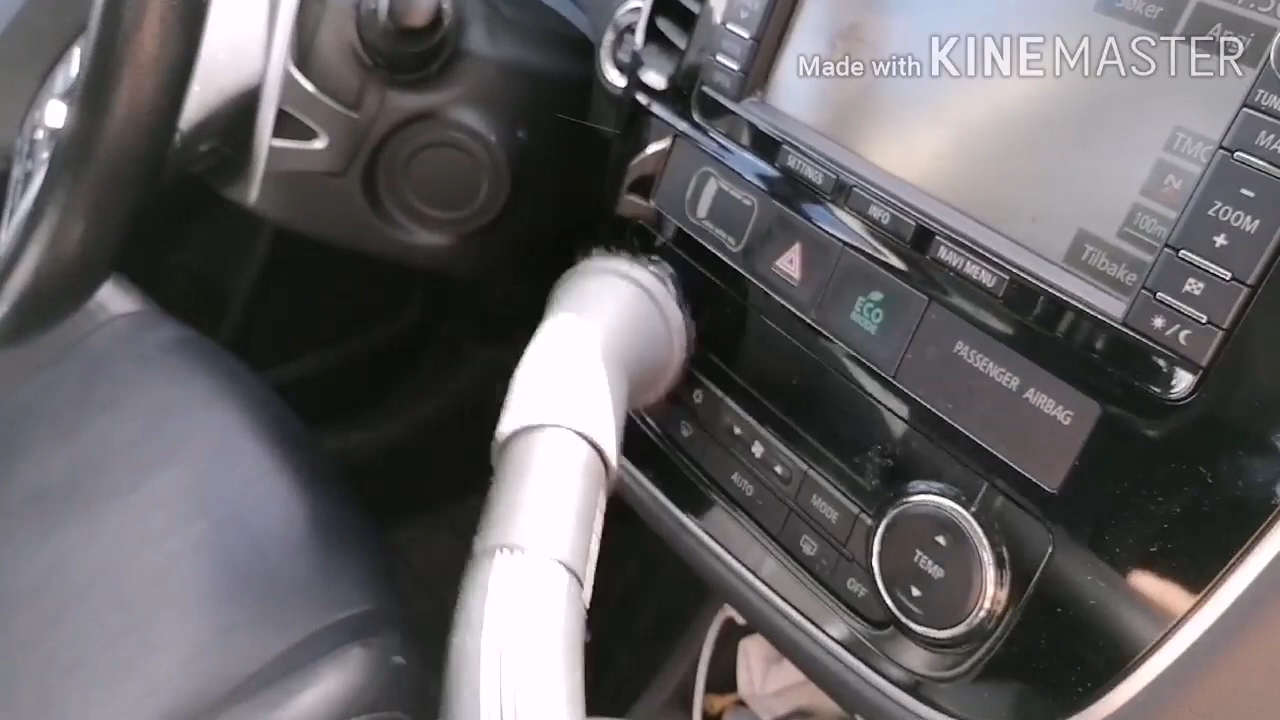 Made with KINEMASTER
Søker
TMC
100m
Tilbake
MA
- ZOOM +
SETTINGS
INFO
NAVI MENU
ECO MODE
PASSENGER AIRBAG
AUTO
MODE
OFF
TEMP